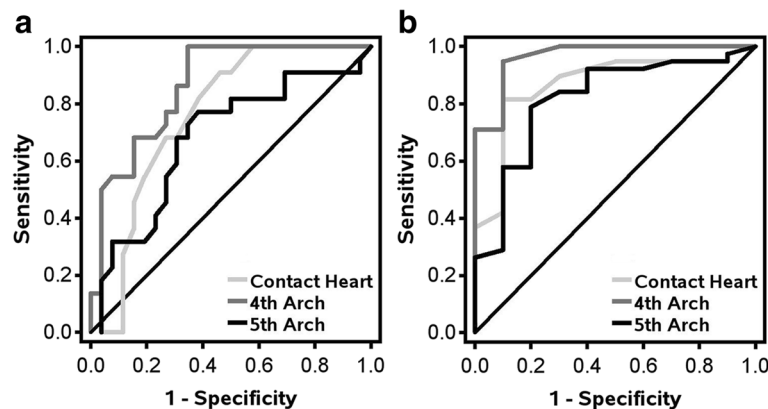 a
b
Sensitivity
1.0
0.8
0.6
0.4
0.2
0.0
Contact Heart
4th Arch
5th Arch
0.0 0.2 0.4 0.6 0.8 1.0
1 - Specificity
Sensitivity
1.0
0.8
0.6
0.4
0.2
0.0
Contact Heart
4th Arch
5th Arch
0.0 0.2 0.4 0.6 0.8 1.0
1 - Specificity